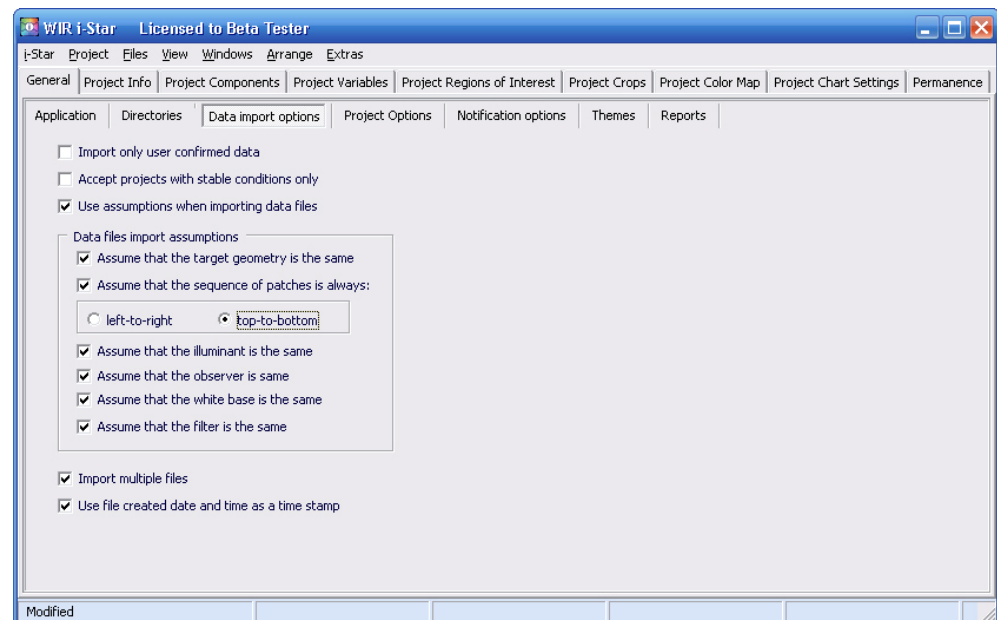 WIR i-Star Licensed to Beta Tester
i-Star Project Files View Windows Arrange Extras
General Project Info Project Components Project Variables Project Regions of Interest Project Crops Project Color Map Project Chart Settings Permanence
Application Directories Data import options Project Options Notification options Themes Reports
Import only user confirmed data
Accept projects with stable conditions only
Use assumptions when importing data files
Data files import assumptions
Assume that the target geometry is the same
Assume that the sequence of patches is always:
left-to-right top-to-bottom
Assume that the illuminant is the same
Assume that the observer is same
Assume that the white base is the same
Assume that the filter is the same
Import multiple files
Use file created date and time as a time stamp
Modified